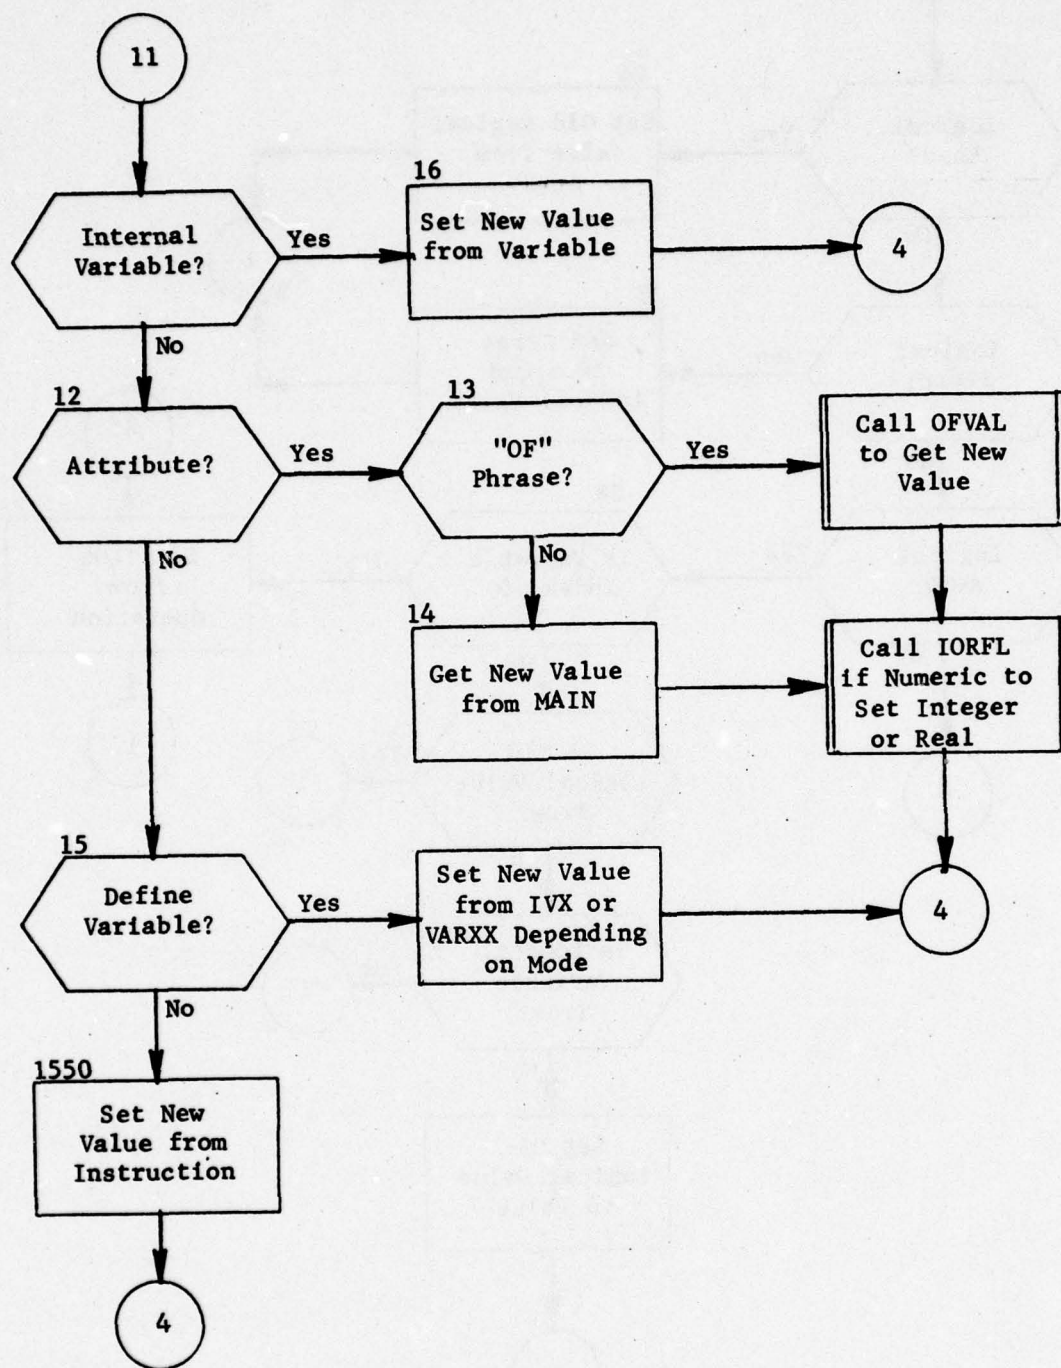 11
Internal
Variable?
Yes
16
Set New Value
from Variable
4
No
12
Attribute?
Yes
13
"OF"
Phrase?
Yes
Call OFVAL
to Get New
Value
No
No
14
Get New Value
from MAIN
Call IORFL
if Numeric to
Set Integer
or Real
15
Define
Variable?
Yes
Set New Value
from IVX or
VARXX Depending
on Mode
4
No
1550
Set New
Value from
Instruction
4